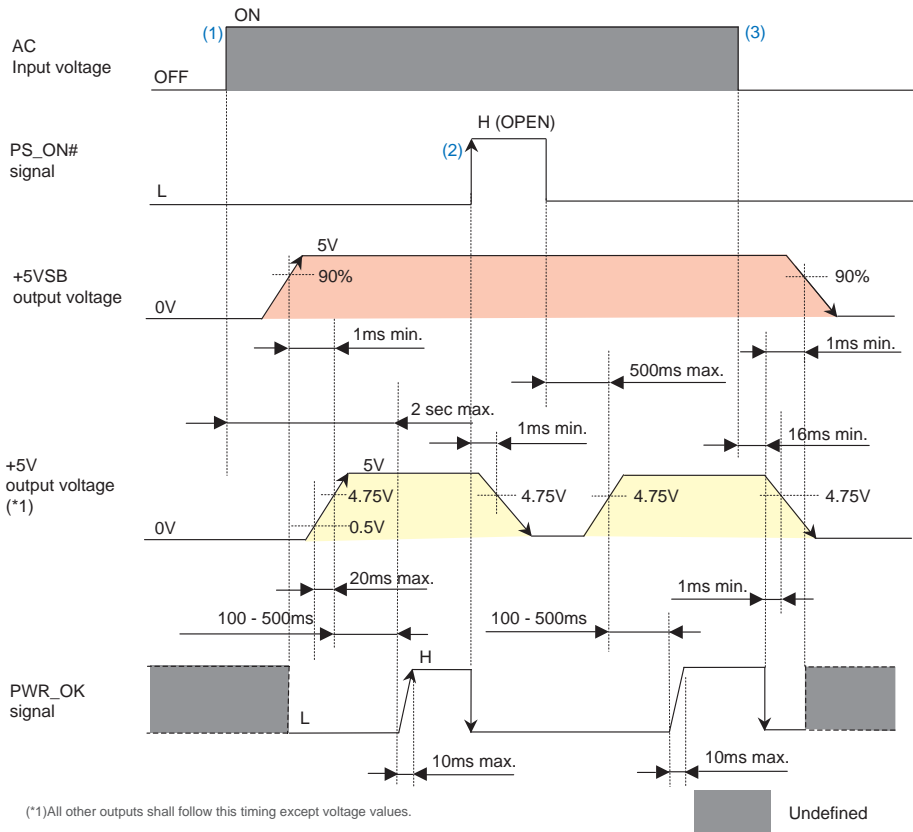 ON
(1)
(3)
AC
Input voltage
OFF
H (OPEN)
(2)
PS_ON#
signal
L
5V
+5VSB
output voltage
90%
90%
0V
1ms min.
1ms min.
500ms max.
2 sec max.
1ms min.
16ms min.
+5V
output voltage
(*1)
5V
4.75V
4.75V
4.75V
4.75V
0.5V
0V
20ms max.
1ms min.
100 - 500ms
100 - 500ms
H
PWR_OK
signal
L
10ms max.
10ms max.
(*1)All other outputs shall follow this timing except voltage values.
Undefined